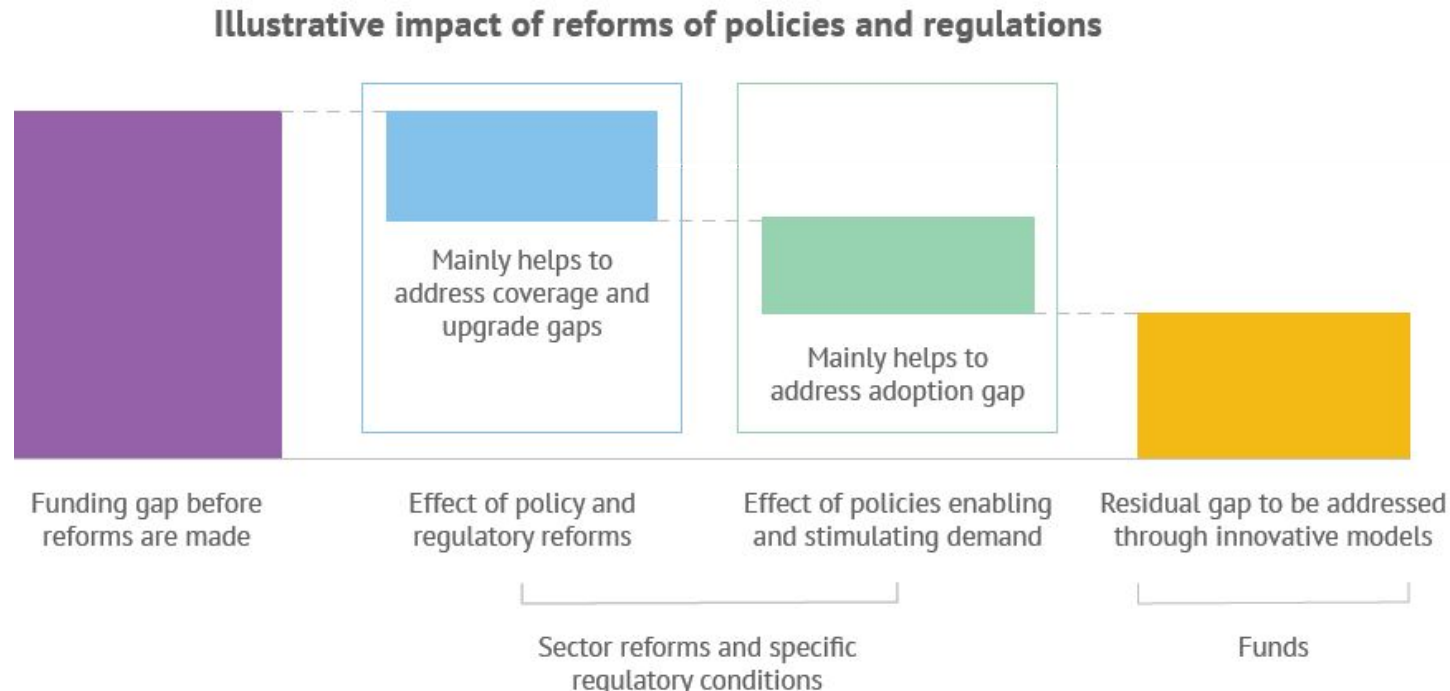 Illustrative impact of reforms of policies and regulations
Mainly helps to
address coverage and
upgrade gaps
Mainly helps to
address adoption gap
Funding gap before
reforms are made
Effect of policy and
regulatory reforms
Effect of policies enabling
and stimulating demand
Residual gap to be addressed
through innovative models
Sector reforms and specific
regulatory conditions
Funds